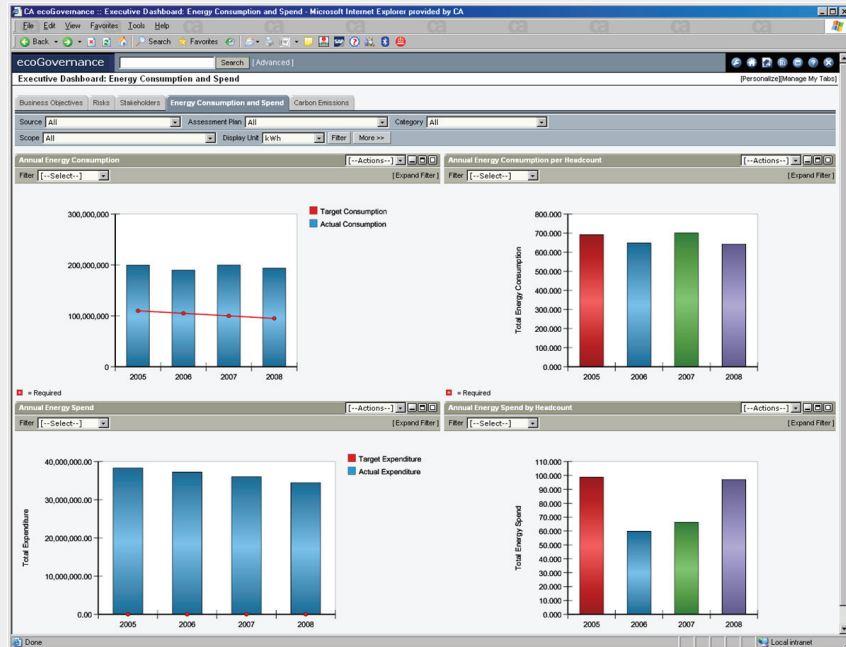 CA ecoGovernance :: Executive Dashboard: Energy Consumption and Spend - Microsoft Internet Explorer provided by CA
File Edit View Favorites Tools Help
Back Search Favorites
ecoGovernance Search [Advanced]
Executive Dashboard: Energy Consumption and Spend [Personalize][Manage My Tabs]
Business Objectives Risks Stakeholders Energy Consumption and Spend Carbon Emissions
Source All Assessment Plan All Category All
Scope All Display Unit kWh Filter More >>
Annual Energy Consumption [--Actions--]
Filter [--Select--] [Expand Filter]
300,000,000
200,000,000
100,000,000
0
2005 2006 2007 2008
Target Consumption
Actual Consumption
= Required
Annual Energy Consumption per Headcount [--Actions--]
Filter [--Select--] [Expand Filter]
Total Energy Consumption
800.000
700.000
600.000
500.000
400.000
300.000
200.000
100.000
0.000
2005 2006 2007 2008
= Required
Annual Energy Spend [--Actions--]
Filter [--Select--] [Expand Filter]
Total Expenditure
40,000,000.00
30,000,000.00
20,000,000.00
10,000,000.00
0.00
2005 2006 2007 2008
Target Expenditure
Actual Expenditure
Annual Energy Spend by Headcount [--Actions--]
Filter [--Select--] [Expand Filter]
Total Energy Spend
110.000
100.000
90.000
80.000
70.000
60.000
50.000
40.000
30.000
20.000
10.000
0.000
2005 2006 2007 2008
Done Local intranet